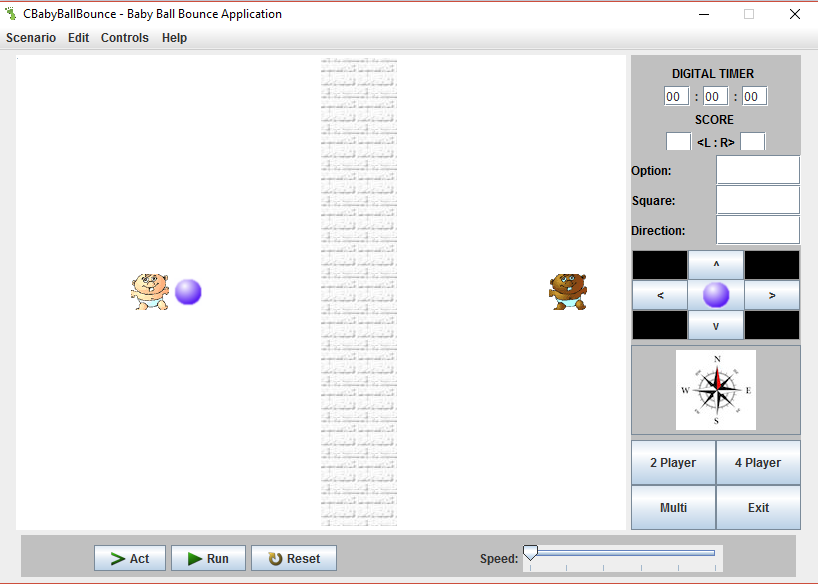 CBabyBallBounce - Baby Ball Bounce Application
Scenario Edit Controls Help
DIGITAL TIMER
00 : 00 : 00
SCORE
<L : R>
Option:
Square:
Direction:
^
< >
v
N
W E
S
2 Player 4 Player
Multi Exit
Act Run Reset Speed: